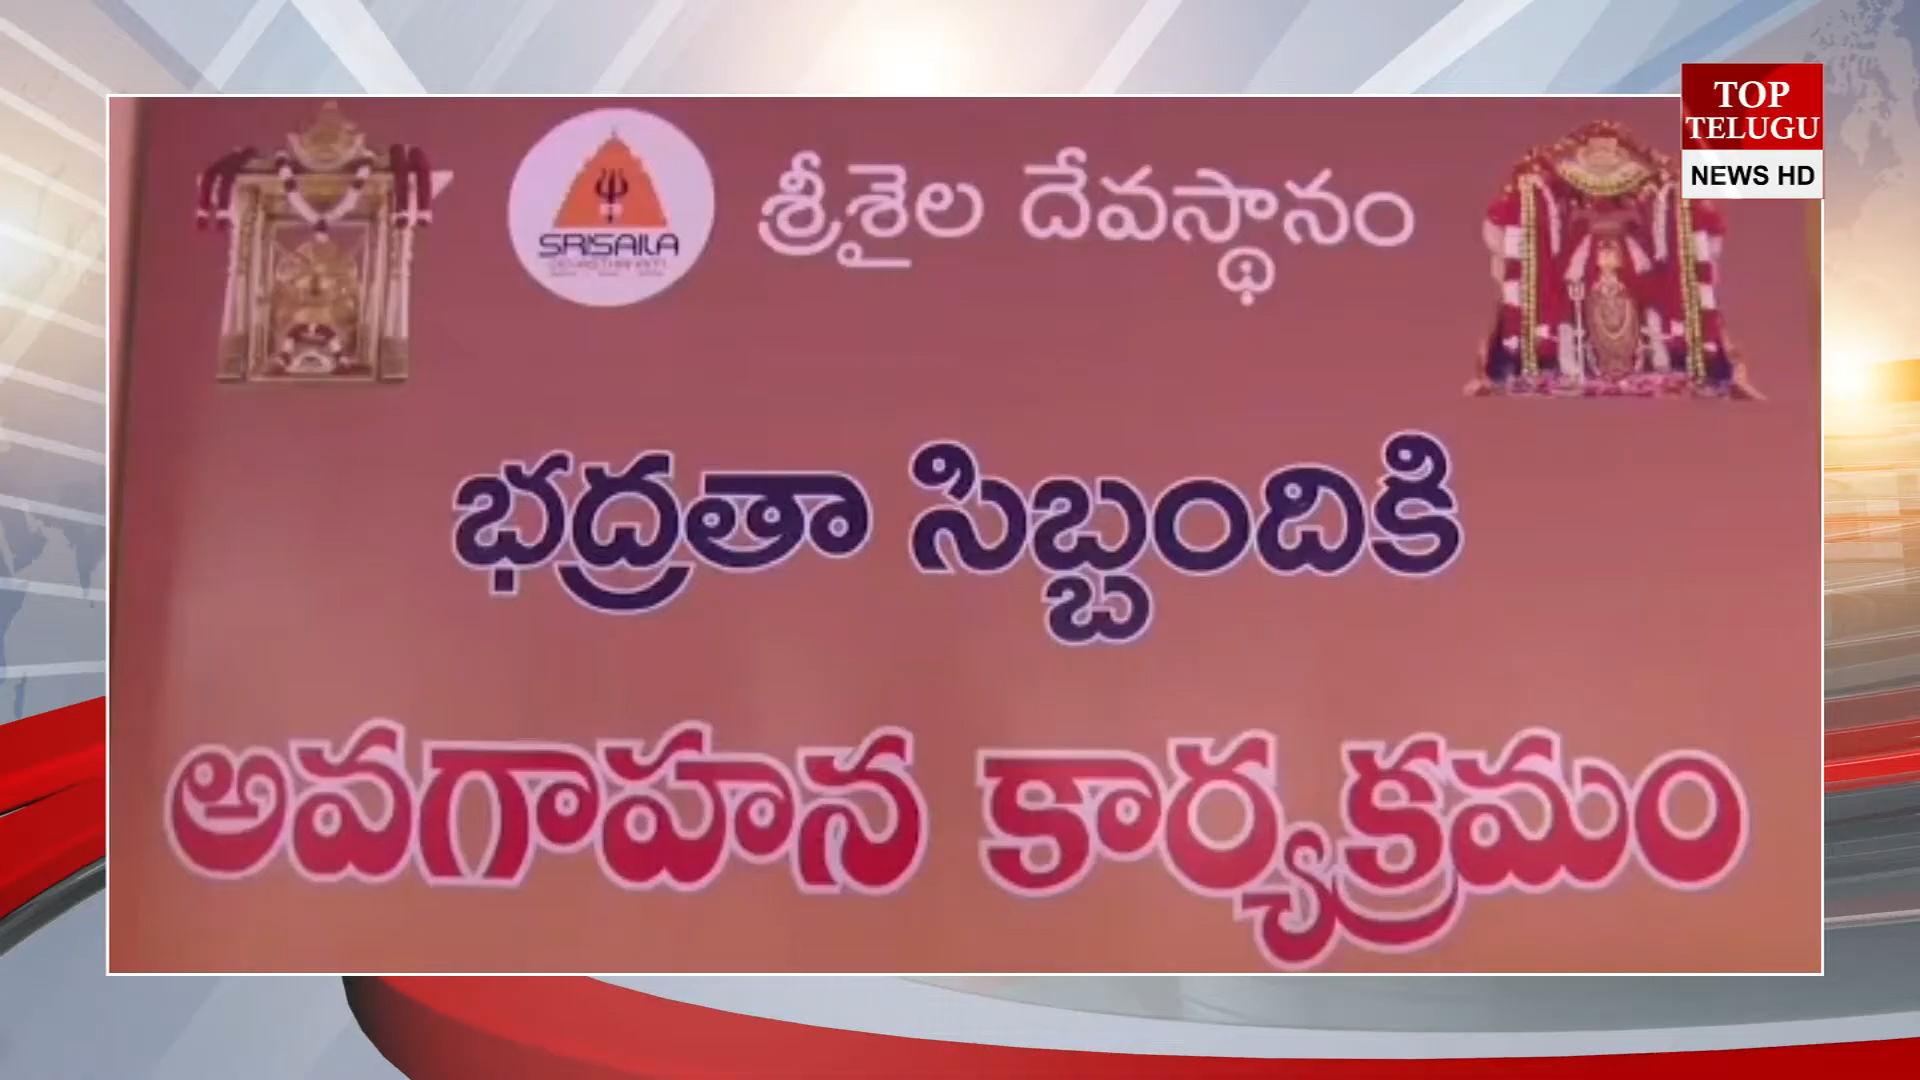 TOP
TELUGU
NEWS HD
శ్రీశైల దేవస్థానం
SRISAILA
భద్రతా సిబ్బందికి
అవగాహన కార్యక్రమం